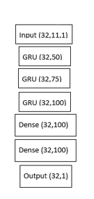 Input (32,11,1)
GRU (32,50)
GRU (32,75)
GRU (32,100)
Dense (32,100)
Dense (32,100)
Output (32,1)